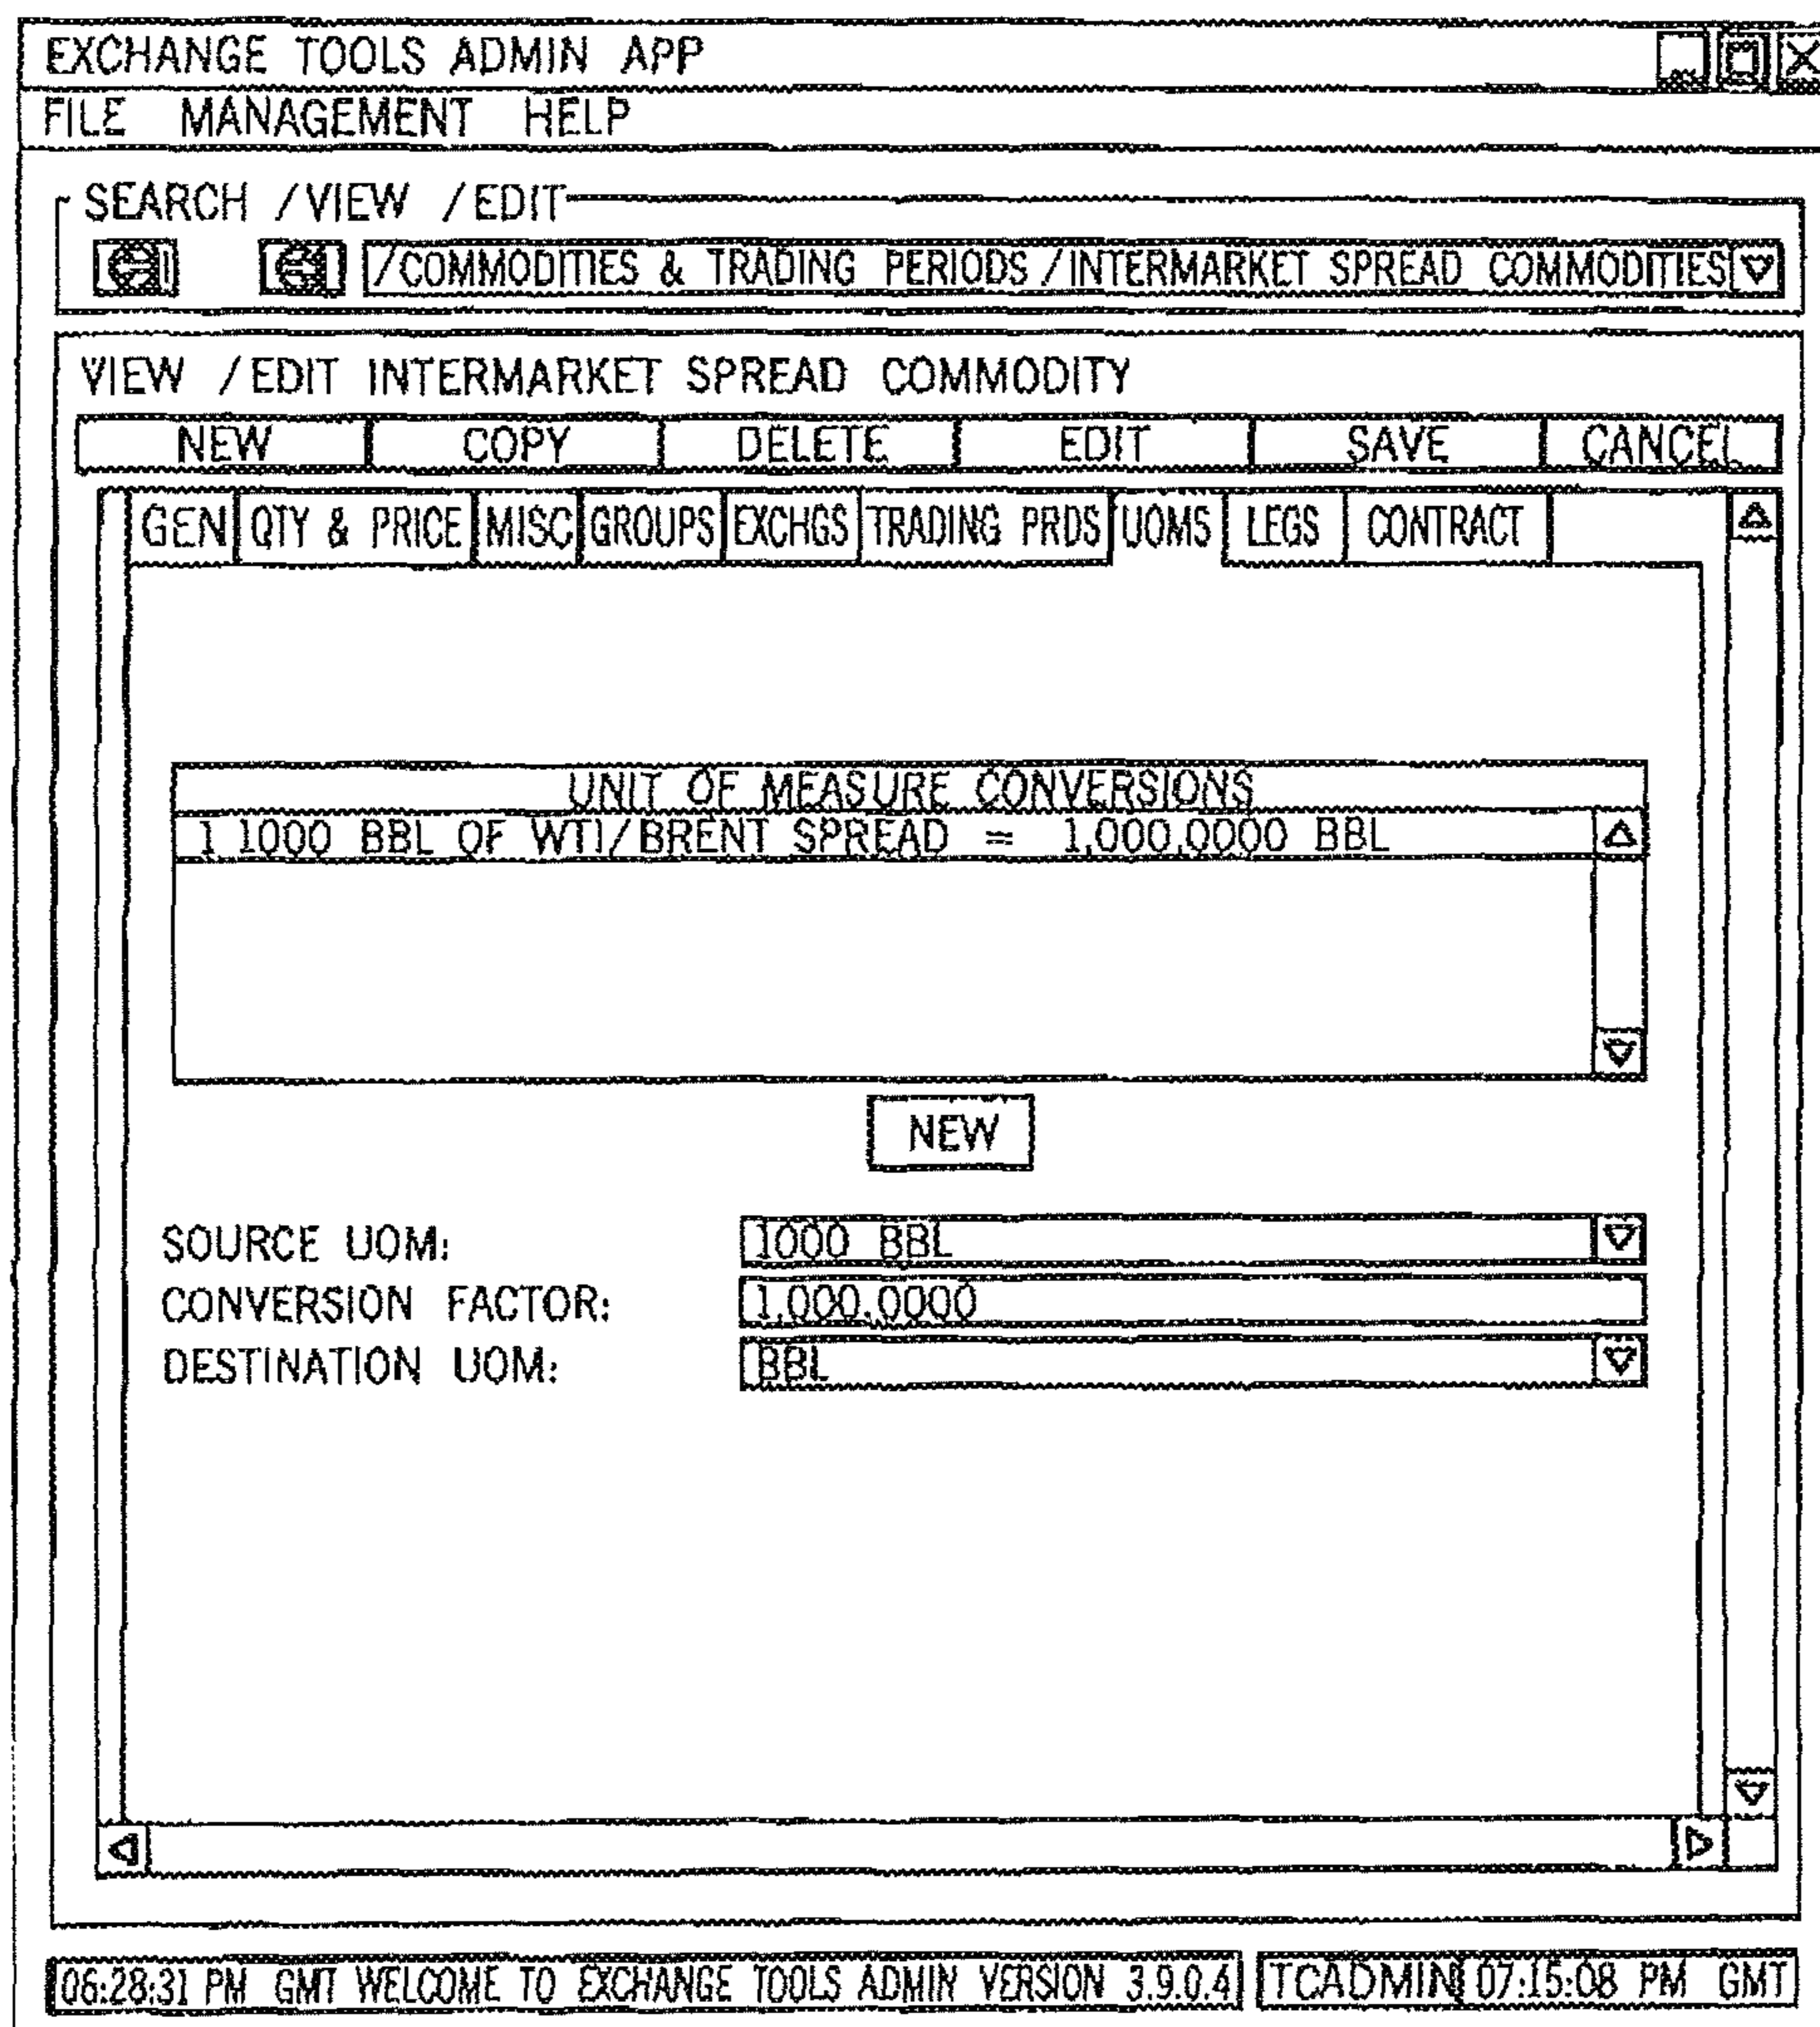 EXCHANGE TOOLS ADMIN APP
FILE MANAGEMENT HELP
SEARCH /VIEW /EDIT
/COMMODITIES & TRADING PERIODS /INTERMARKET SPREAD COMMODITIES
VIEW /EDIT INTERMARKET SPREAD COMMODITY
NEW COPY DELETE EDIT SAVE CANCEL
GEN QTY & PRICE MISC GROUPS EXCHGS TRADING PRDS UOMS LEGS CONTRACT
UNIT OF MEASURE CONVERSIONS
1 1000 BBL OF WTI/BRENT SPREAD = 1,000.0000 BBL
NEW
SOURCE UOM: 1000 BBL
CONVERSION FACTOR: 1,000.0000
DESTINATION UOM: BBL
06:28:31 PM GMT WELCOME TO EXCHANGE TOOLS ADMIN VERSION 3.9.0.4 TCADMIN 07:15:08 PM GMT